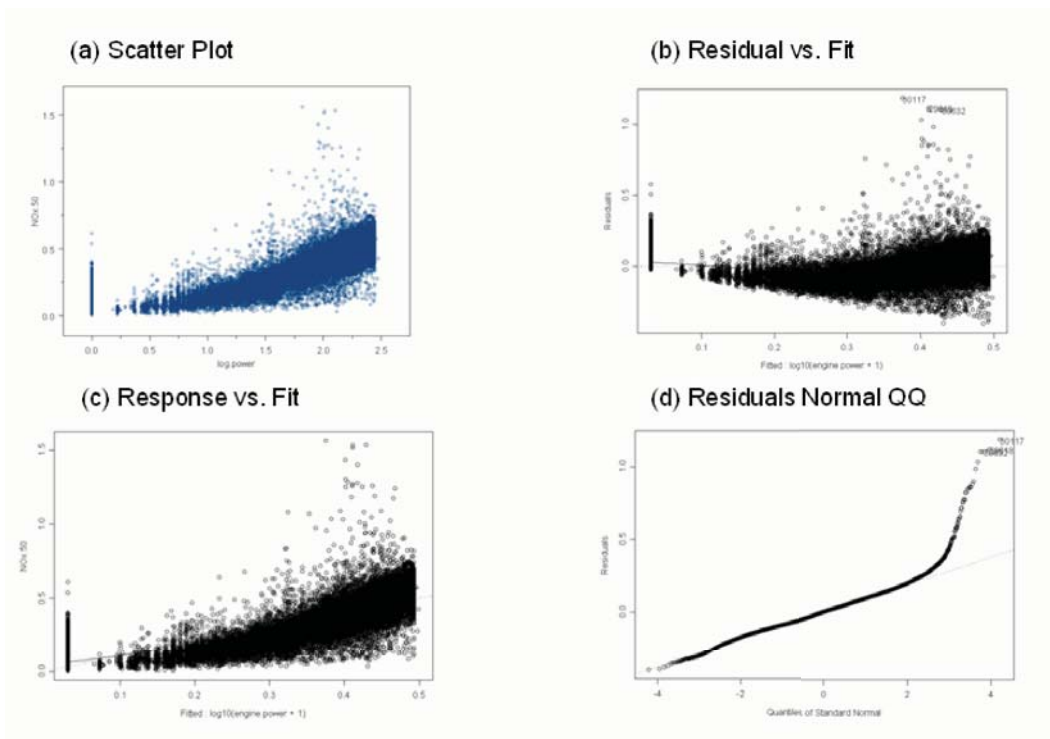 (a) Scatter Plot
NOx.50
1.5
1.0
0.5
0.0
0.0 0.5 1.0 1.5 2.0 2.5
log.power
(b) Residual vs. Fit
Residuals
1.0
0.5
0.0
0.1 0.2 0.3 0.4 0.5
Fitted : log10(engine power + 1)
(c) Response vs. Fit
NOx.50
1.5
1.0
0.5
0.0
0.1 0.2 0.3 0.4 0.5
Fitted : log10(engine power + 1)
(d) Residuals Normal QQ
Residuals
1.0
0.5
0.0
-4 -2 0 2 4
Quantiles of Standard Normal